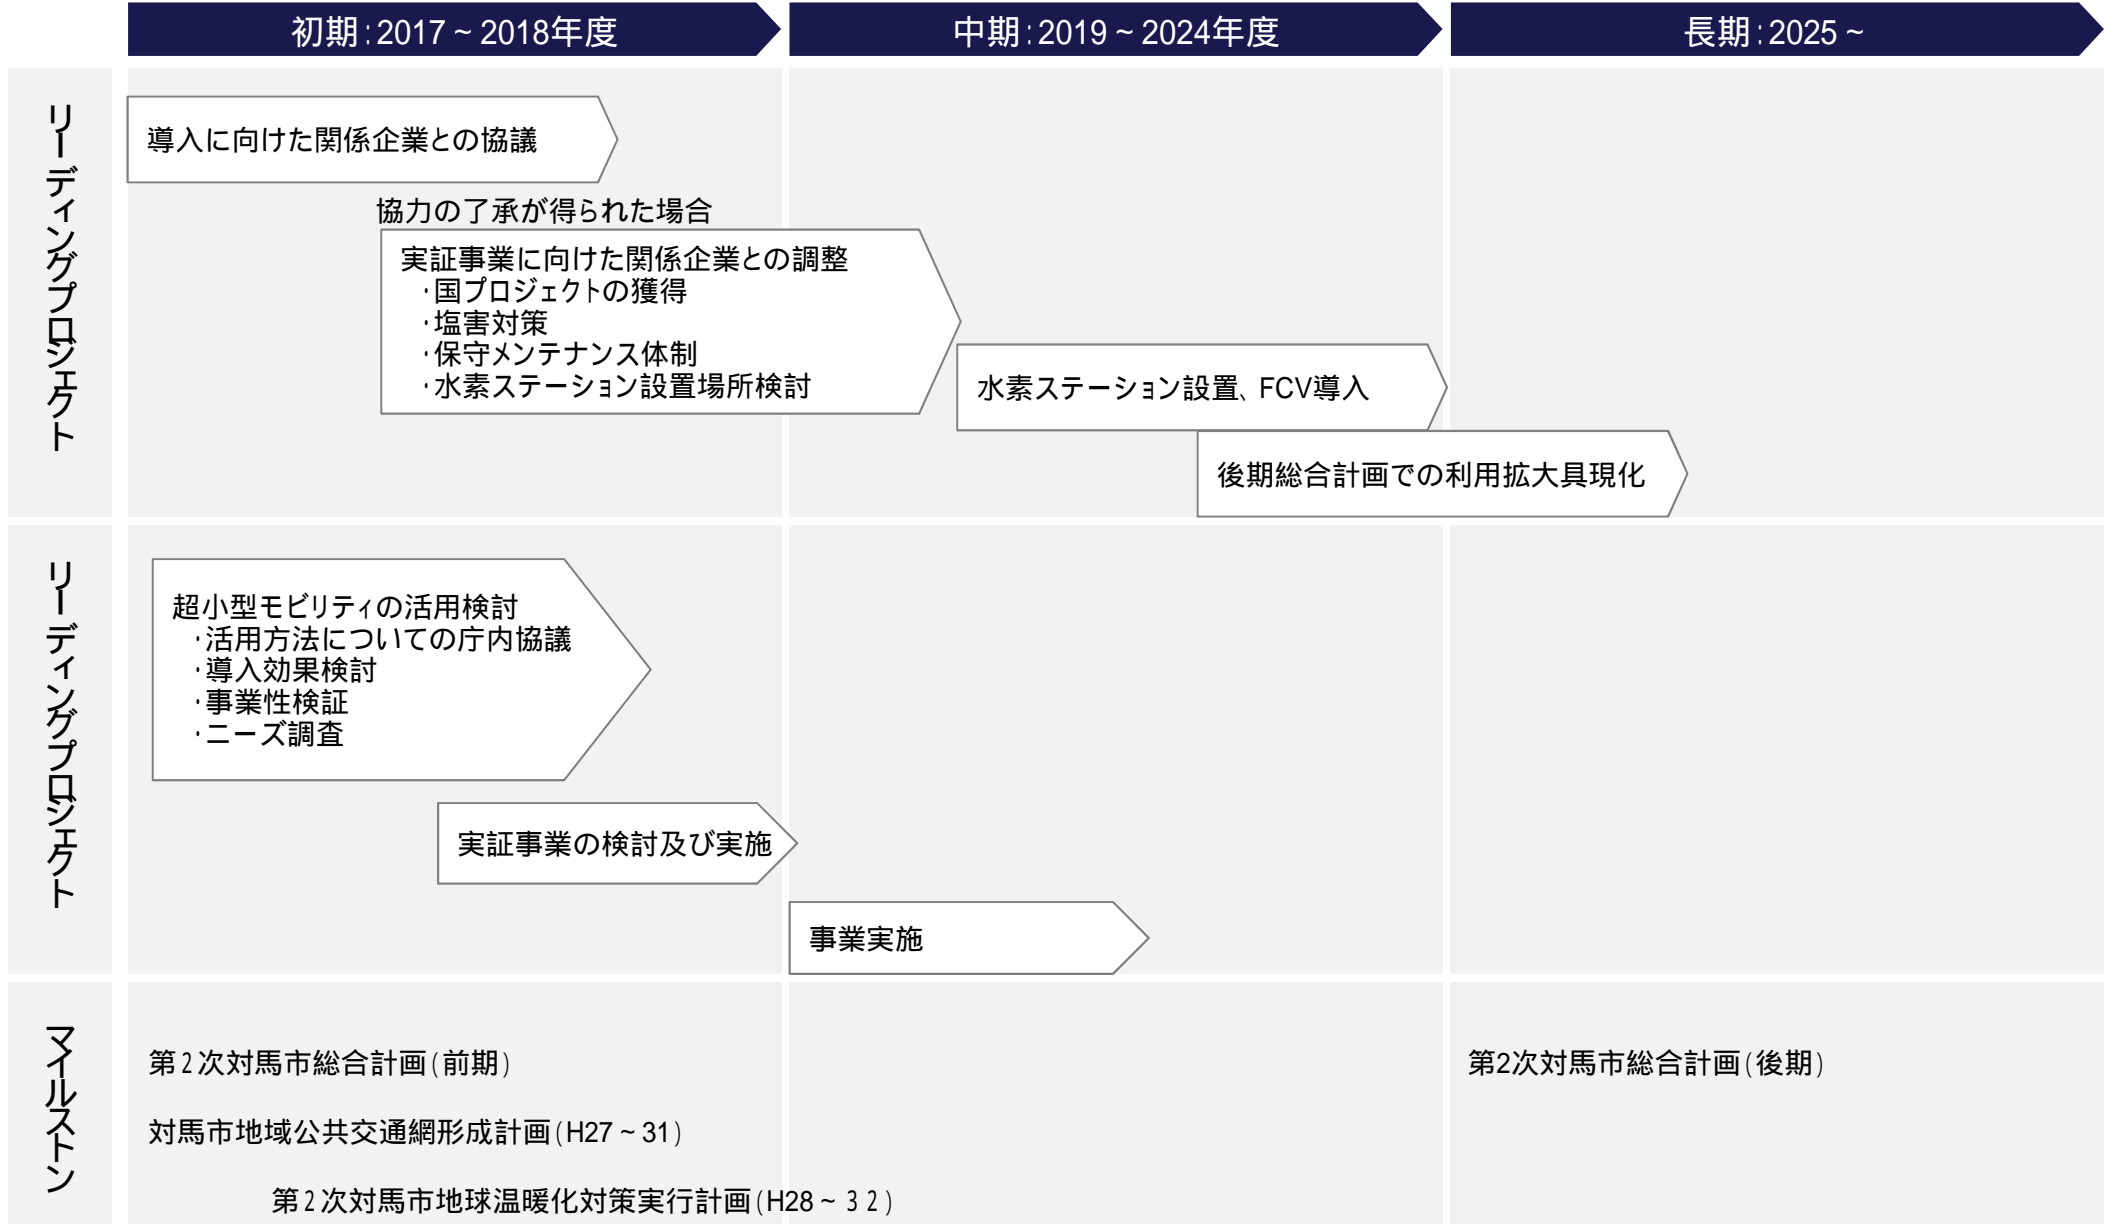 初期:2017～2018年度
中期:2019～2024年度
長期:2025～
リーディングプロジェクト
導入に向けた関係企業との協議
協力の了承が得られた場合
実証事業に向けた関係企業との調整
・国プロジェクトの獲得
・塩害対策
・保守メンテナンス体制
・水素ステーション設置場所検討
水素ステーション設置、FCV導入
後期総合計画での利用拡大具現化
リーディングプロジェクト
超小型モビリティの活用検討
・活用方法についての庁内協議
・導入効果検討
・事業性検証
・ニーズ調査
実証事業の検討及び実施
事業実施
マイルストン
第２次対馬市総合計画(前期)
第2次対馬市総合計画(後期)
対馬市地域公共交通網形成計画(H27～31)
第２次対馬市地球温暖化対策実行計画(H28～３２)